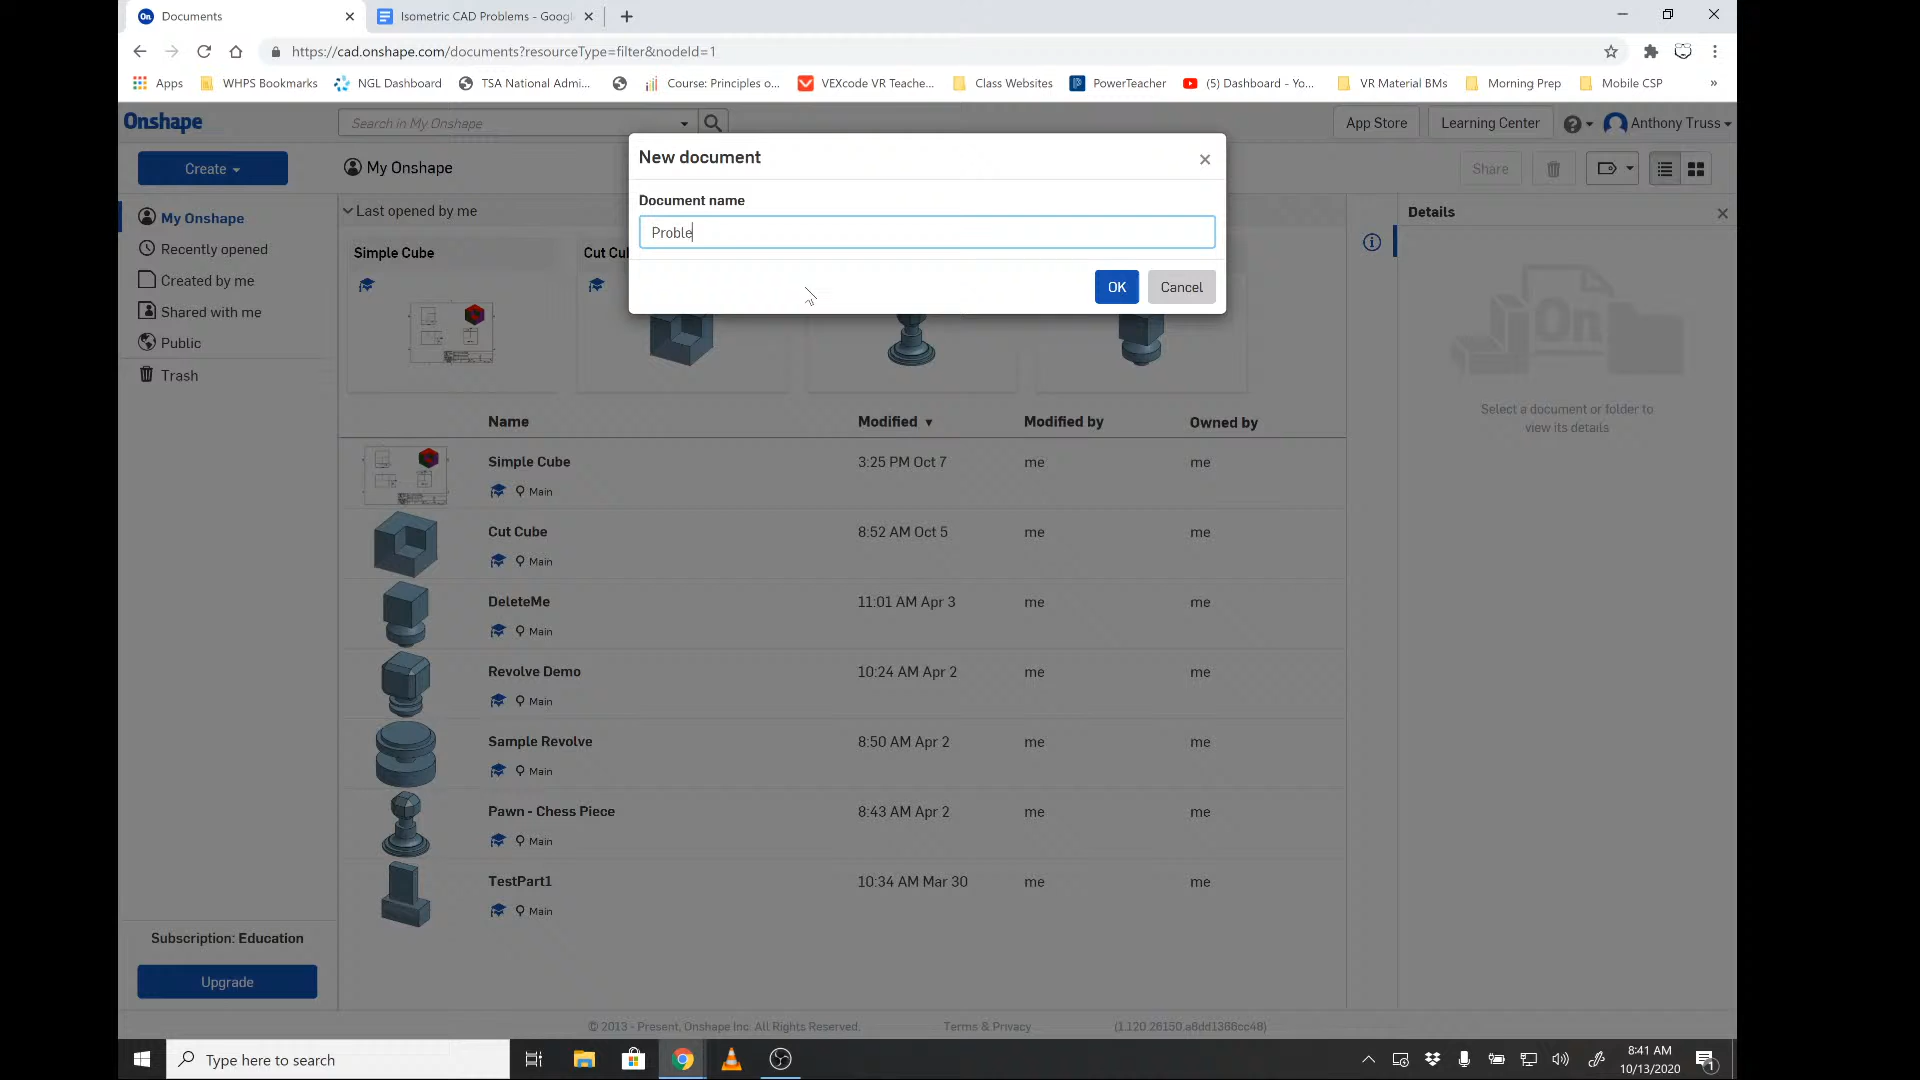 Documents
Isometric CAD Problems - Googl
https://cad.onshape.com/documents?resourceType=filter&nodeId=1
Apps
WHPS Bookmarks
NGL Dashboard
TSA National Admi...
Course: Principles o...
VEXcode VR Teache...
Class Websites
PowerTeacher
(5) Dashboard - Yo...
VR Material BMs
Morning Prep
Mobile CSP
»
Onshape
Search in My Onshape
App Store
Learning Center
Anthony Truss
Create
My Onshape
Share
New document
Document name
Proble
OK
Cancel
My Onshape
Recently opened
Created by me
Shared with me
Public
Trash
Last opened by me
Simple Cube
Cut Cu
Details
Select a document or folder to
view its details
Name Modified Modified by Owned by
Simple Cube 3:25 PM Oct 7 me me
Main
Cut Cube 8:52 AM Oct 5 me me
Main
DeleteMe 11:01 AM Apr 3 me me
Main
Revolve Demo 10:24 AM Apr 2 me me
Main
Sample Revolve 8:50 AM Apr 2 me me
Main
Pawn - Chess Piece 8:43 AM Apr 2 me me
Main
TestPart1 10:34 AM Mar 30 me me
Main
Subscription: Education
Upgrade
© 2013 - Present, Onshape Inc. All Rights Reserved. Terms & Privacy (1.120.26150.a6dd1366cc48)
Type here to search
8:41 AM
10/13/2020
1